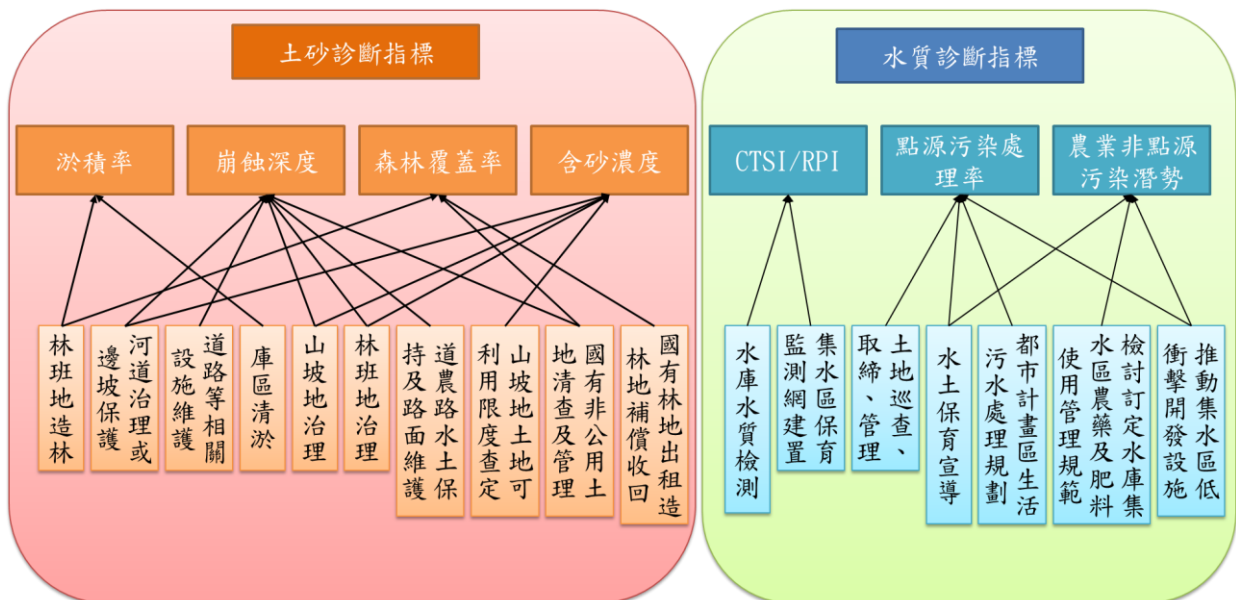 土砂診斷指標
淤積率
崩蝕深度
森林覆蓋率
含砂濃度
林班地造林
河道治理或
邊坡保護
道路等相關
設施維護
庫區清淤
山坡地治理
林班地治理
道農路水土保
持及路面維護
山坡地土地可
利用限度查定
國有非公用土
地清查及管理
國有林地出租造
林地補償收回
水質診斷指標
CTSI/RPI
點源污染處
理率
農業非點源
污染潛勢
水庫水質檢測
集水區保育
監測網建置
土地巡查、
取締、管理
水土保育宣導
都市計畫區生活
污水處理規劃
檢討訂定水庫集
水區農藥及肥料
使用管理規範
推動集水區低
衝擊開發設施